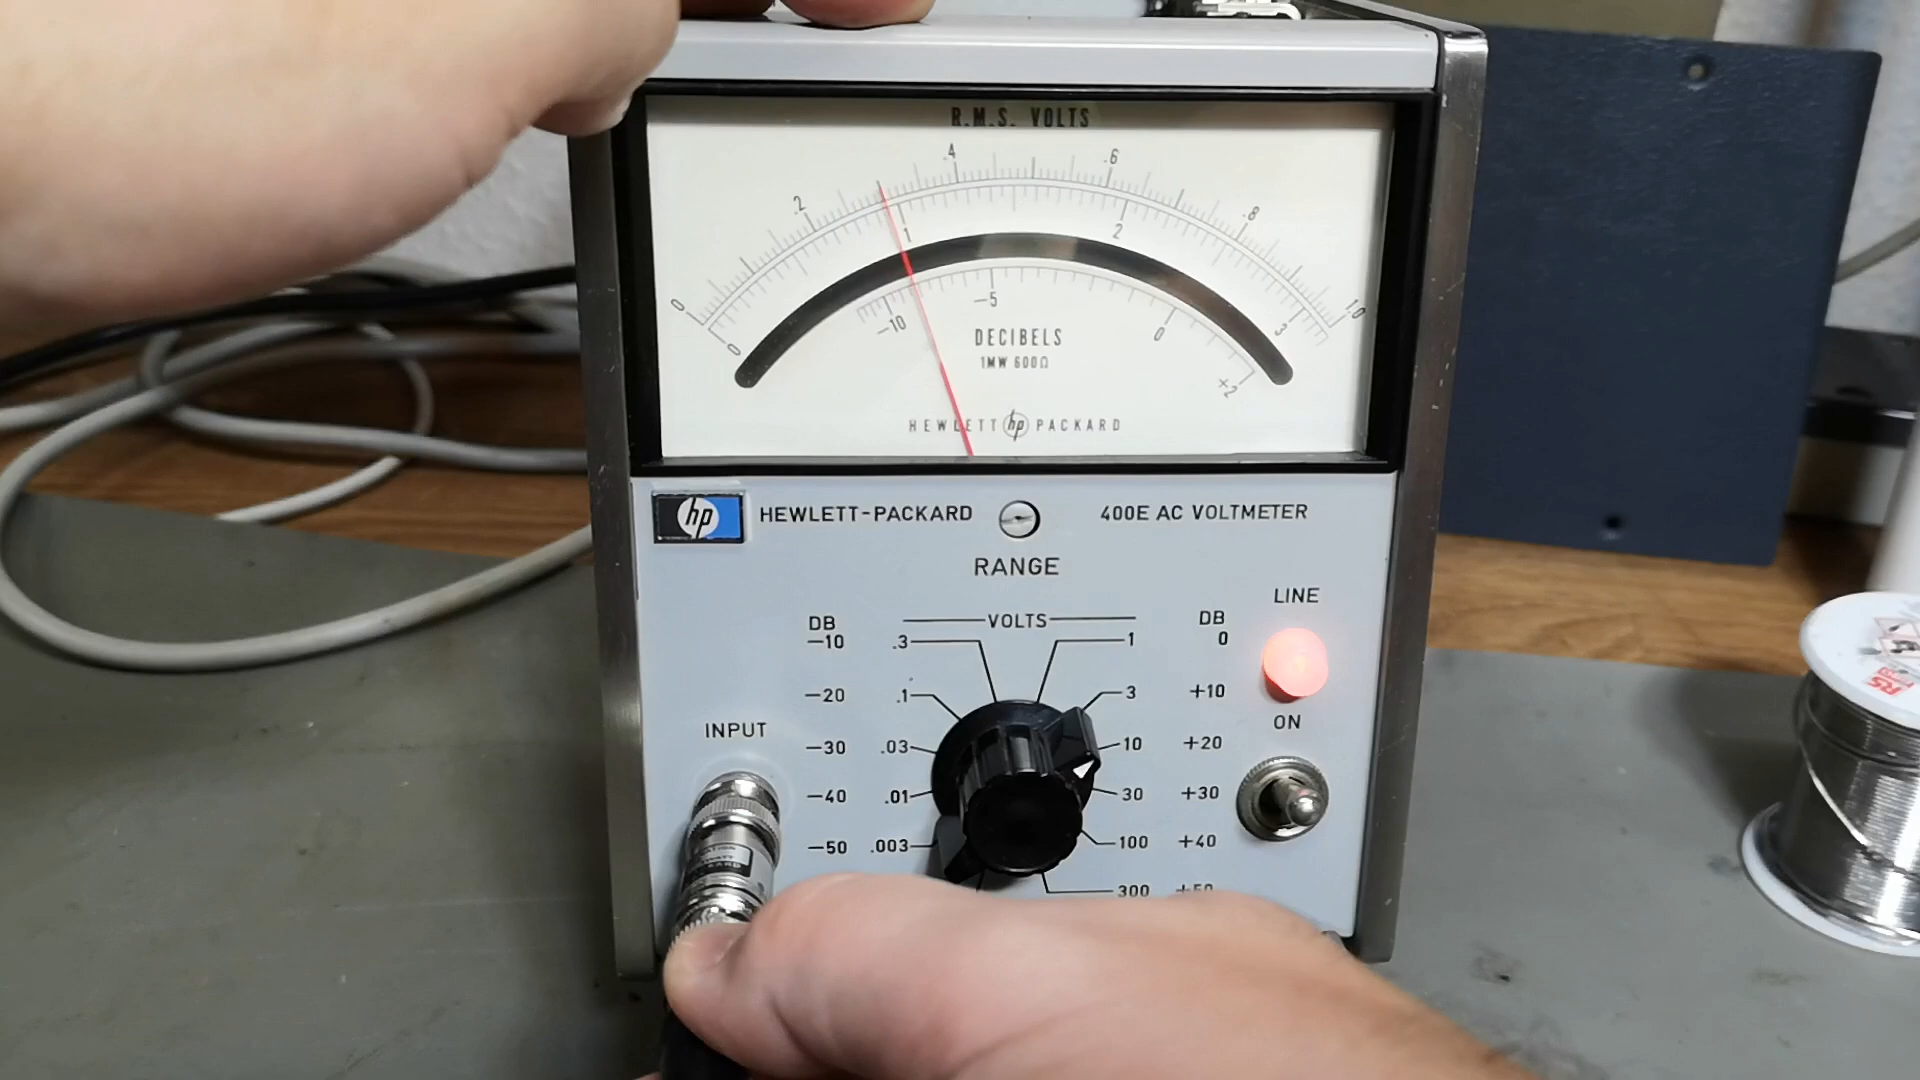 R.M.S. VOLTS
0 .2 .4 .6 .8 1.0
0 1 2 3
-10 -5 0 +2
DECIBELS
1MW 600Ω
HEWLETT hp PACKARD
hp HEWLETT-PACKARD 400E AC VOLTMETER
RANGE
LINE
DB VOLTS DB
-10 .3 1 0
-20 .1 3 +10
ON
INPUT
-30 .03 10 +20
-40 .01 30 +30
-50 .003 100 +40
300 +50
RS